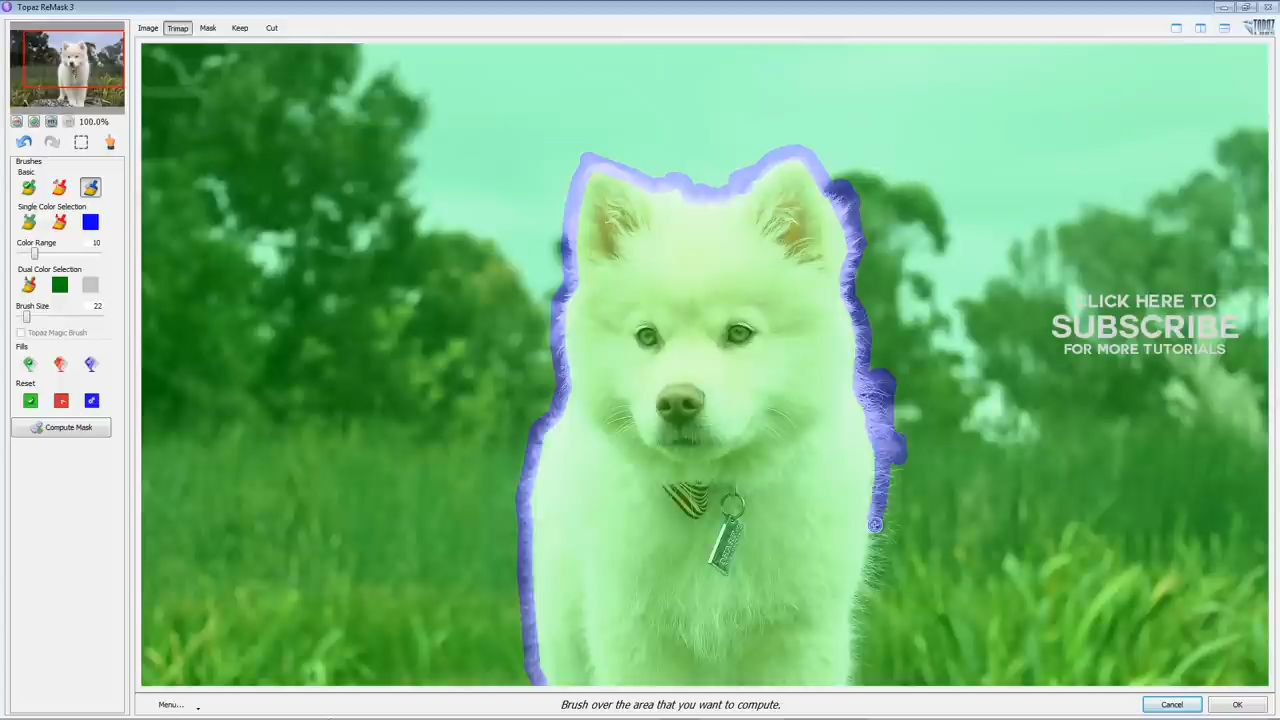 Topaz ReMask 3
Image
Trimap
Mask
Keep
Cut
TOPAZ
100.0%
Brushes
Basic
Single Color Selection
Color Range
10
Dual Color Selection
Brush Size
22
Topaz Magic Brush
Fills
Reset
Compute Mask
CLICK HERE TO
SUBSCRIBE
FOR MORE TUTORIALS
Menu...
Brush over the area that you want to compute.
Cancel
OK